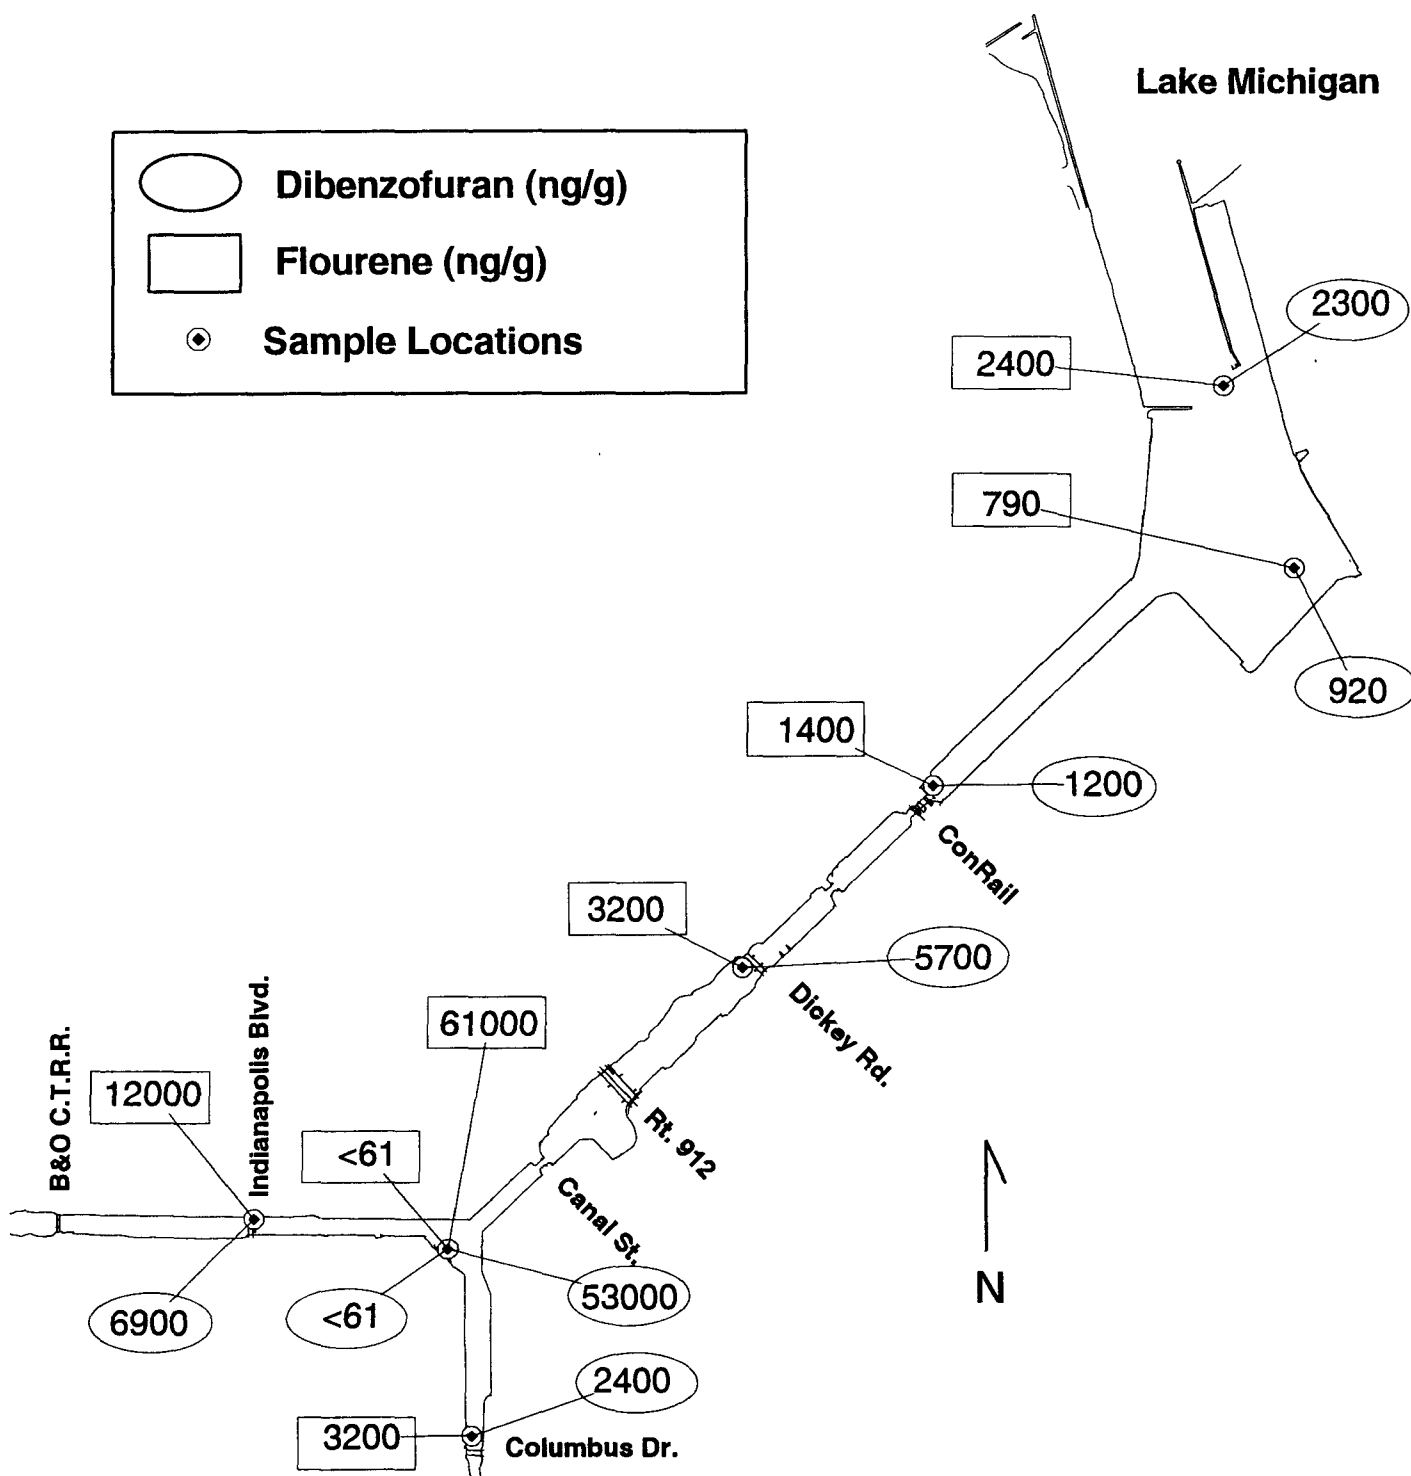 Lake Michigan
Dibenzofuran (ng/g)
Flourene (ng/g)
Sample Locations
2300
2400
790
920
1400
1200
ConRail
3200
5700
Dickey Rd.
61000
Indianapolis Blvd.
B&O C.T.R.R.
12000
Rt. 912
<61
Canal St.
53000
6900
<61
N
2400
3200
Columbus Dr.